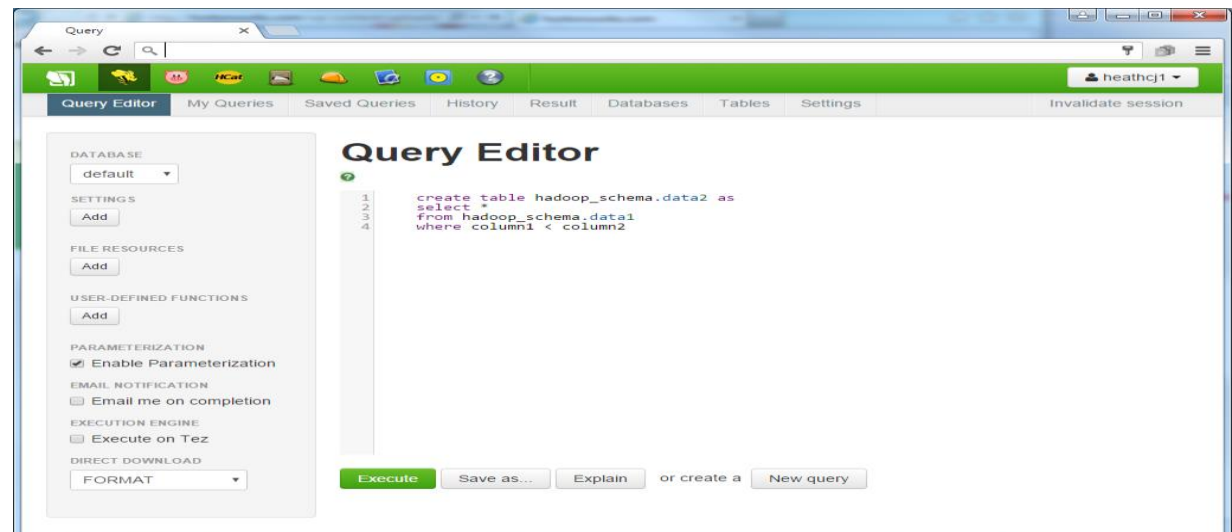 Query
HCat
heathcj1
Query Editor My Queries Saved Queries History Result Databases Tables Settings Invalidate session
DATABASE
default
SETTINGS
Add
FILE RESOURCES
Add
USER-DEFINED FUNCTIONS
Add
PARAMETERIZATION
Enable Parameterization
EMAIL NOTIFICATION
Email me on completion
EXECUTION ENGINE
Execute on Tez
DIRECT DOWNLOAD
FORMAT
Query Editor
1 create table hadoop_schema.data2 as
2 select *
3 from hadoop_schema.data1
4 where column1 < column2
Execute Save as... Explain or create a New query